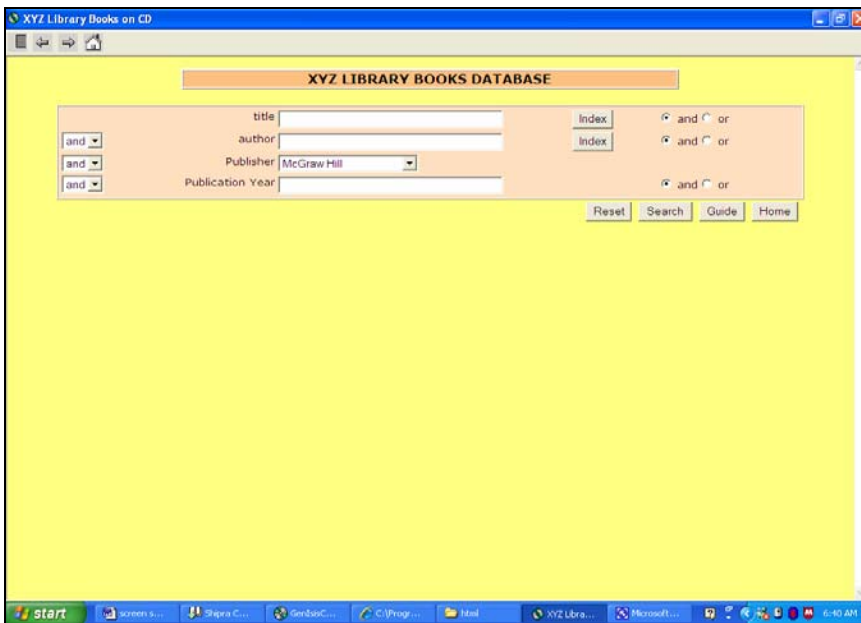 XYZ Library Books on CD
XYZ LIBRARY BOOKS DATABASE
title Index and or
and author Index and or
and Publisher McGraw Hill
and Publication Year and or
Reset Search Guide Home
start screen s... Shipra C... GenIsisC... C:\Progr... html XYZ Libra... Microsoft... 6:40 AM